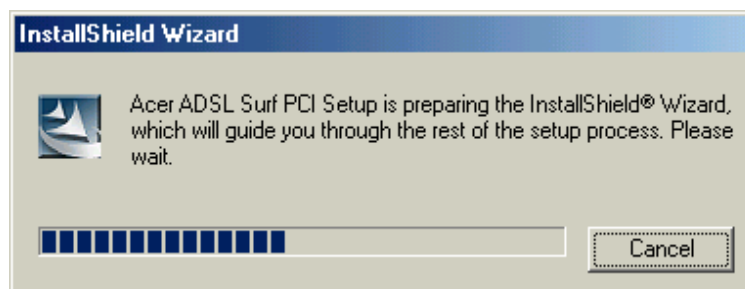 InstallShield Wizard
Acer ADSL Surf PCI Setup is preparing the InstallShield® Wizard,
which will guide you through the rest of the setup process. Please
wait.
Cancel